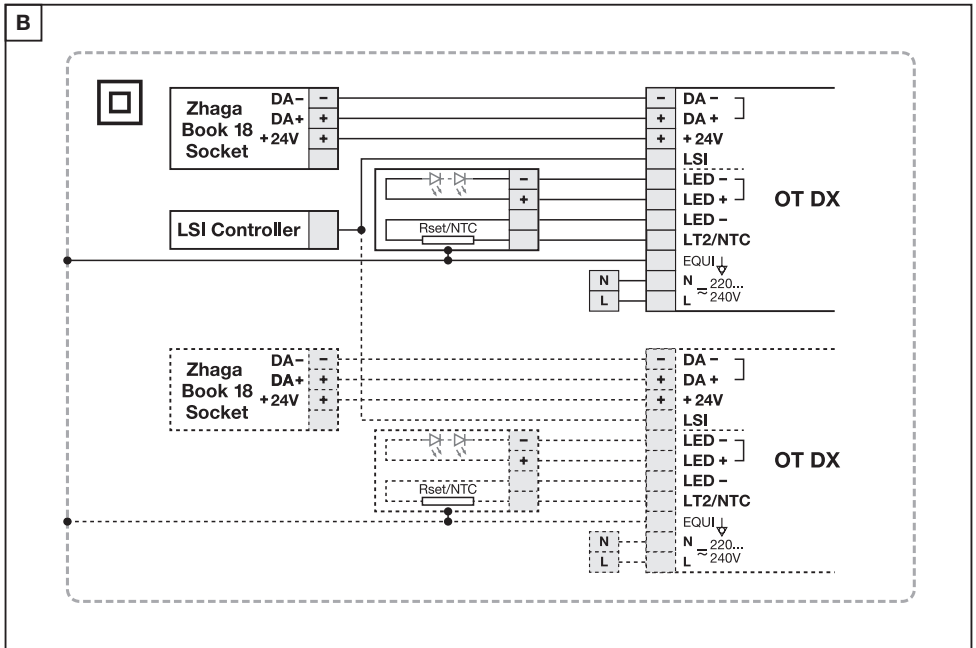 B
Zhaga
Book 18
Socket
DA− −
DA+ +
+24V +
− DA −
+ DA +
+ + 24V
LSI
LED −
LED +
LED −
LT2/NTC
EQUI
N 220...
L 240V
OT DX
LSI Controller
−
+
Rset/NTC
N
L
Zhaga
Book 18
Socket
DA− −
DA+ +
+24V +
− DA −
+ DA +
+ + 24V
LSI
LED −
LED +
LED −
LT2/NTC
EQUI
N 220...
L 240V
OT DX
−
+
Rset/NTC
N
L